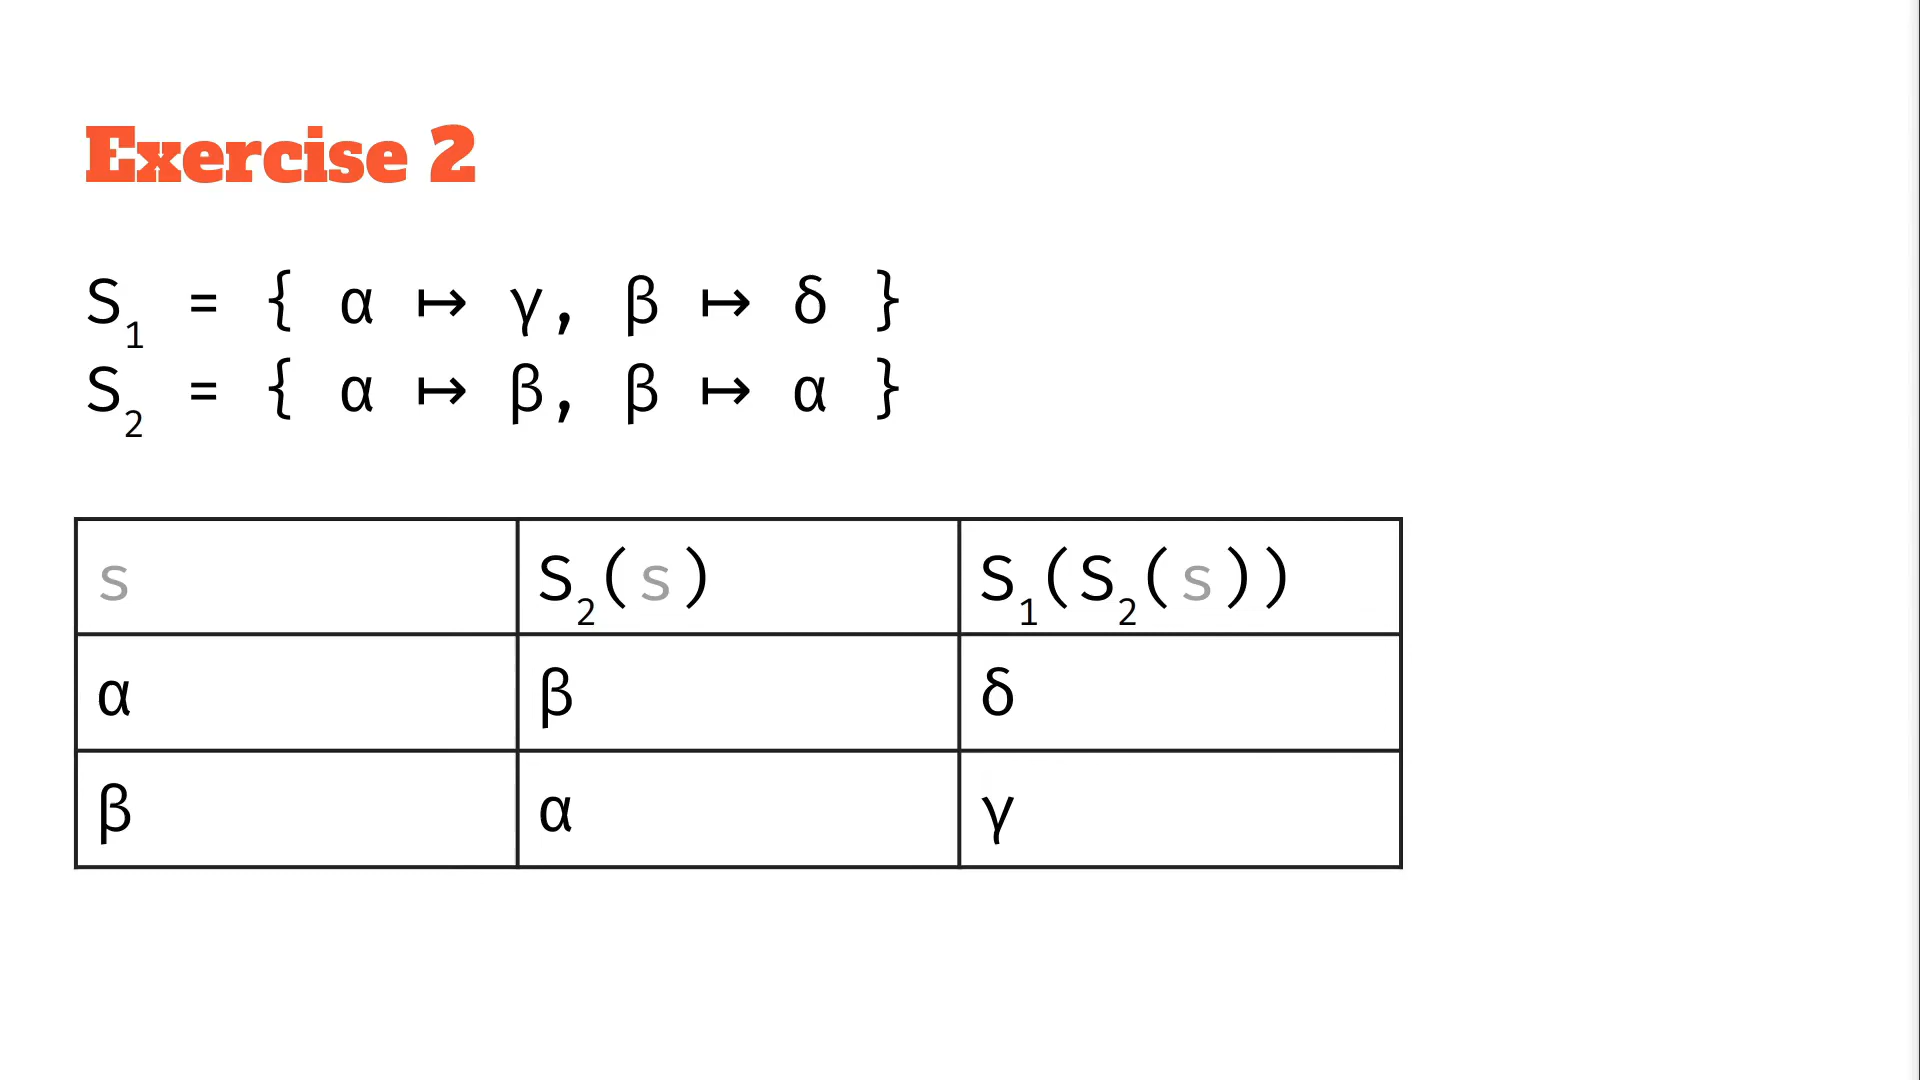 Exercise 2
S₁ = { α ↦ γ, β ↦ δ }
S₂ = { α ↦ β, β ↦ α }
s S₂(s) S₁(S₂(s))
α β δ
β α γ